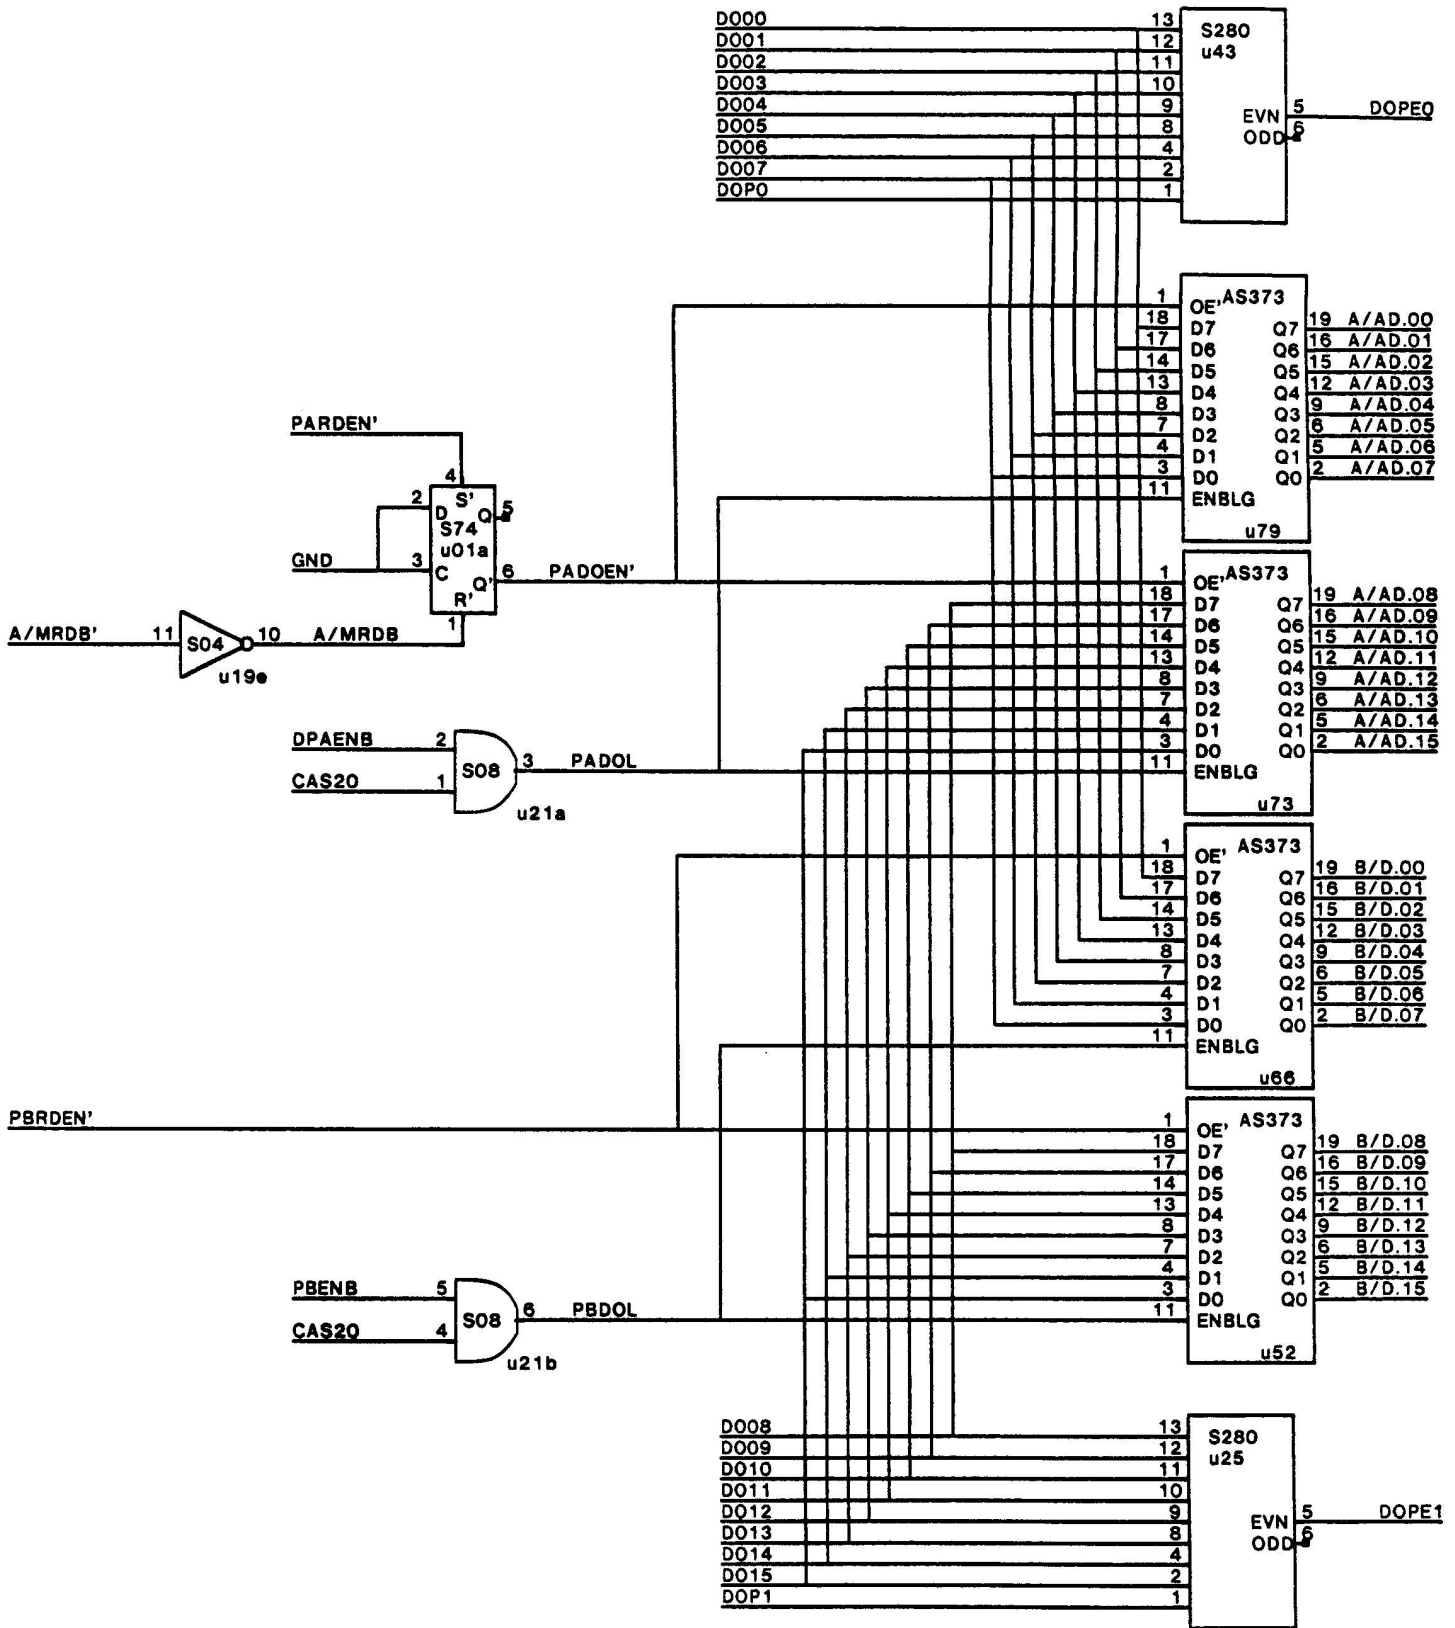 DO00 13 S280
DO01 12 u43
DO02 11
DO03 10
DO04 9 EVN 5 DOPE0
DO05 8 ODD 6
DO06 4
DO07 2
DOP0 1
1 OE' AS373
18 D7 Q7 19 A/AD.00
17 D6 Q6 16 A/AD.01
14 D5 Q5 15 A/AD.02
13 D4 Q4 12 A/AD.03
8 D3 Q3 9 A/AD.04
7 D2 Q2 6 A/AD.05
4 D1 Q1 5 A/AD.06
3 D0 Q0 2 A/AD.07
11 ENBLG
u79
PARDEN'
4 S'
2 D Q 5
S74
u01a
GND 3 C Q' 6 PADOEN'
R'
1
A/MRDB' 11 S04 10 A/MRDB
u19e
1 OE' AS373
18 D7 Q7 19 A/AD.08
17 D6 Q6 16 A/AD.09
14 D5 Q5 15 A/AD.10
13 D4 Q4 12 A/AD.11
8 D3 Q3 9 A/AD.12
7 D2 Q2 6 A/AD.13
4 D1 Q1 5 A/AD.14
3 D0 Q0 2 A/AD.15
11 ENBLG
u73
DPAENB 2
S08 3 PADOL
CAS20 1
u21a
1 OE' AS373
18 D7 Q7 19 B/D.00
17 D6 Q6 16 B/D.01
14 D5 Q5 15 B/D.02
13 D4 Q4 12 B/D.03
8 D3 Q3 9 B/D.04
7 D2 Q2 6 B/D.05
4 D1 Q1 5 B/D.06
3 D0 Q0 2 B/D.07
11 ENBLG
u66
PBRDEN'
1 OE' AS373
18 D7 Q7 19 B/D.08
17 D6 Q6 16 B/D.09
14 D5 Q5 15 B/D.10
13 D4 Q4 12 B/D.11
8 D3 Q3 9 B/D.12
7 D2 Q2 6 B/D.13
4 D1 Q1 5 B/D.14
3 D0 Q0 2 B/D.15
11 ENBLG
u52
PBENB 5
S08 6 PBDOL
CAS20 4
u21b
DO08 13 S280
DO09 12 u25
DO10 11
DO11 10
DO12 9 EVN 5 DOPE1
DO13 8 ODD 6
DO14 4
DO15 2
DOP1 1